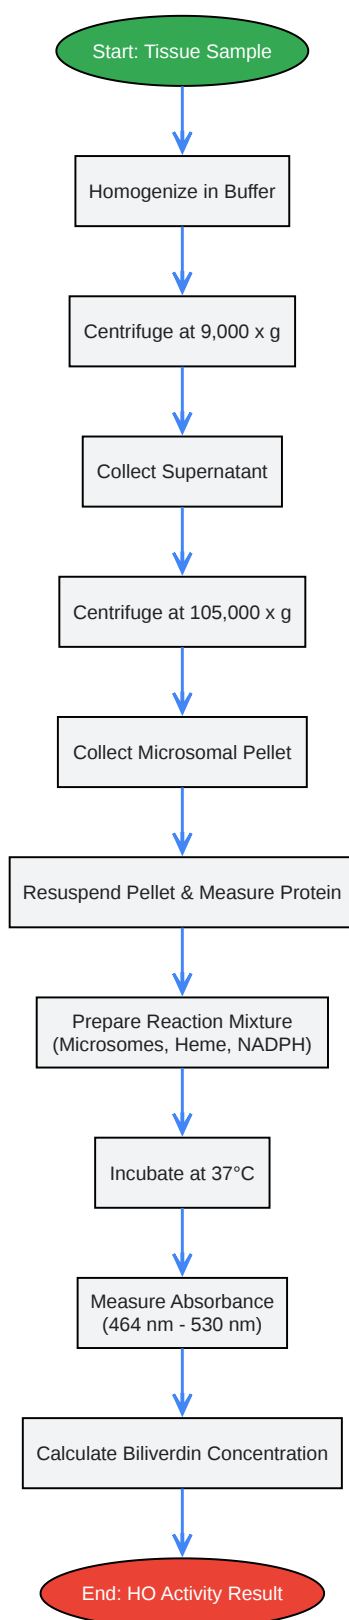 Start: Tissue Sample
Homogenize in Buffer
Centrifuge at 9,000 x g
Collect Supernatant
Centrifuge at 105,000 x g
Collect Microsomal Pellet
Resuspend Pellet & Measure Protein
Prepare Reaction Mixture
(Microsomes, Heme, NADPH)
Incubate at 37°C
Measure Absorbance
(464 nm - 530 nm)
Calculate Biliverdin Concentration
End: HO Activity Result